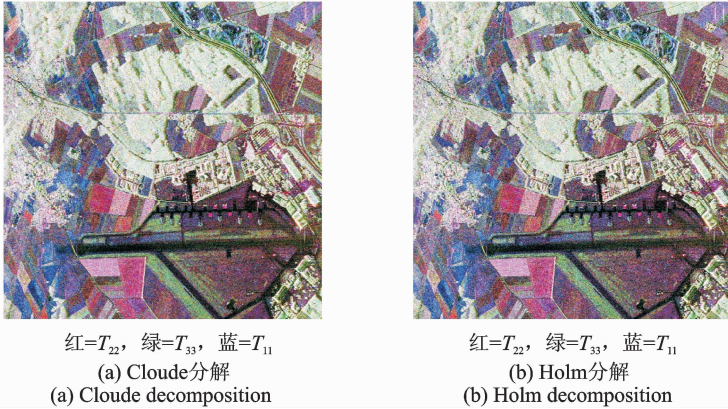 红=T22，绿=T33，蓝=T11
(a) Cloude分解
(a) Cloude decomposition
红=T22，绿=T33，蓝=T11
(b) Holm分解
(b) Holm decomposition